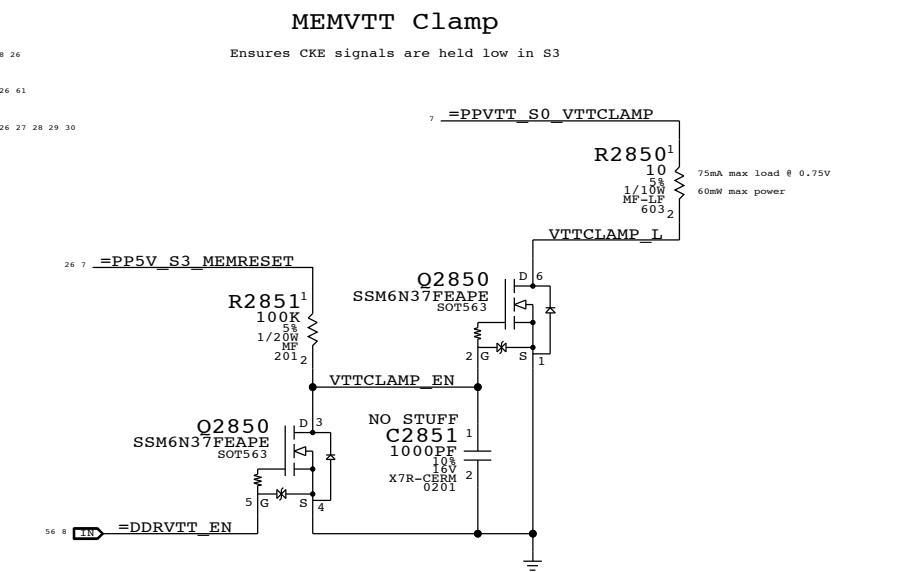 MEMVTT Clamp
Ensures CKE signals are held low in S3
8 26
26 61
26 27 28 29 30
7 =PPVTT_S0_VTTCLAMP
R2850 1
10
5%
1/10W
MF-LF
603 2
75mA max load @ 0.75V
60mW max power
VTTCLAMP_L
26 7 =PP5V_S3_MEMRESET
R2851 1
100K
5%
1/20W
MF
201 2
Q2850 D 6
SSM6N37FEAPE
SOT563
2 G S 1
VTTCLAMP_EN
Q2850 D 3
SSM6N37FEAPE
SOT563
5 G S 4
NO STUFF
C2851 1
1000PF
10%
16V
X7R-CERM 2
0201
56 8 IN =DDRVTT_EN